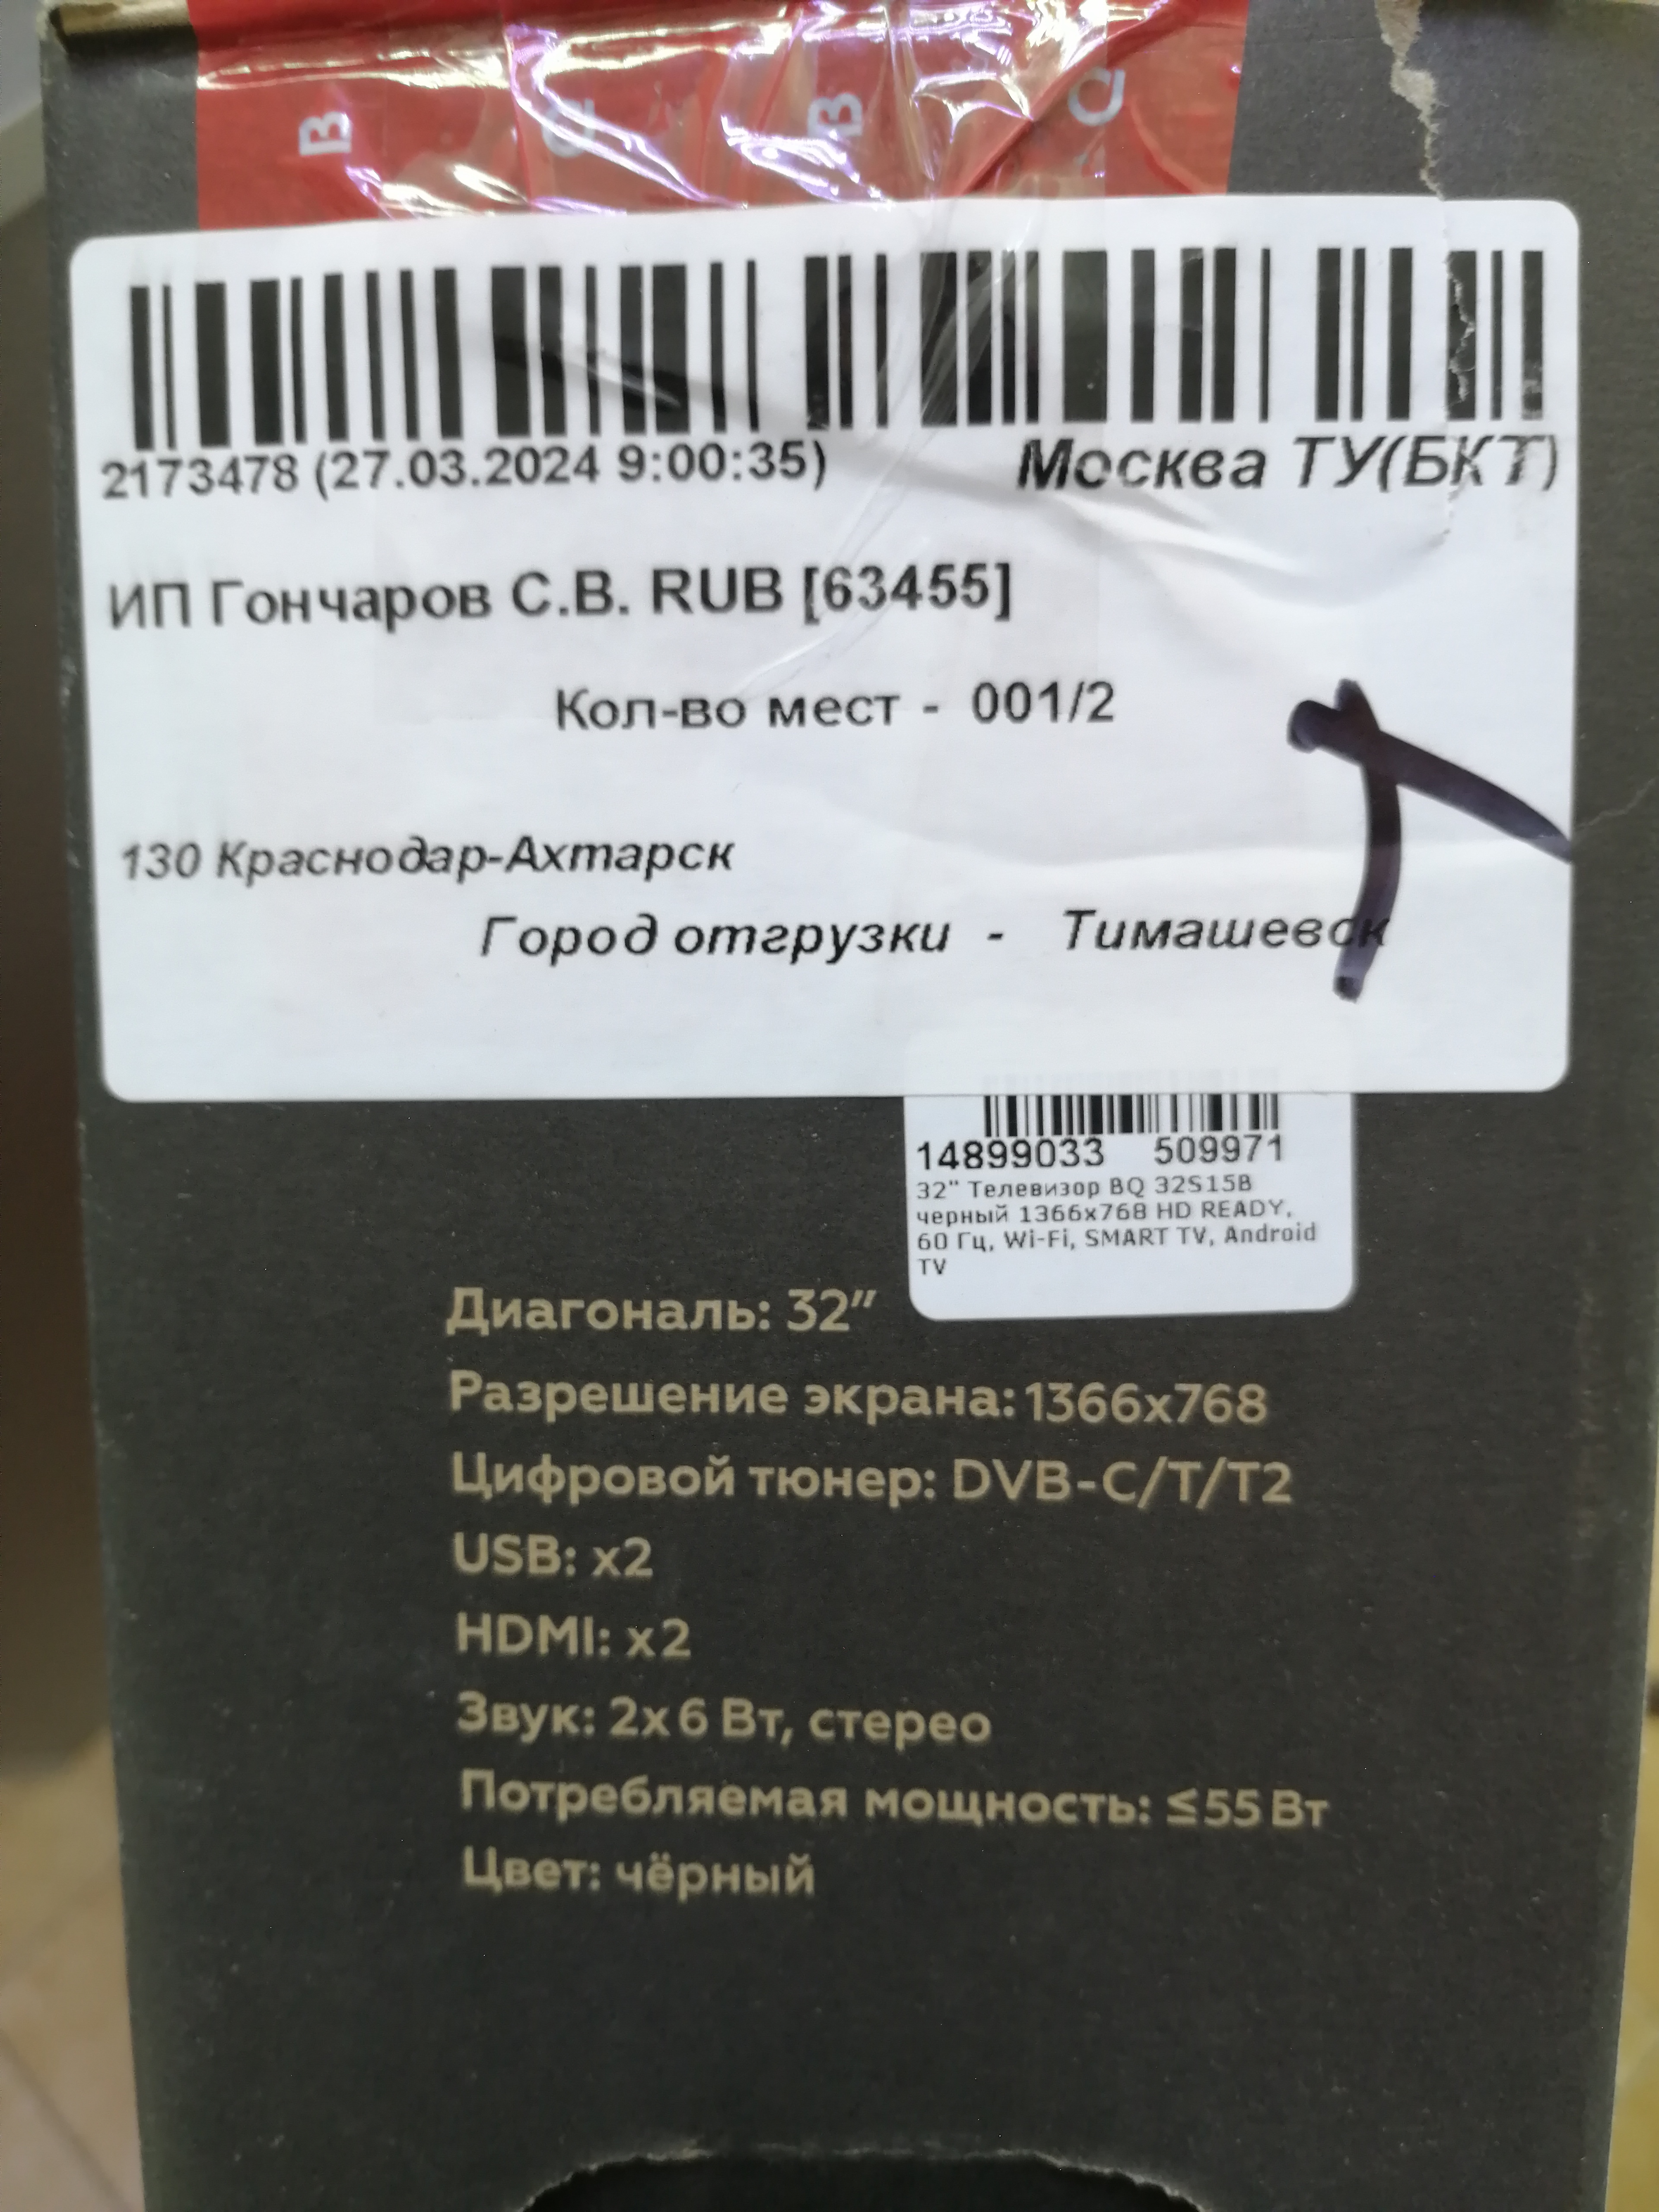 B Q B Q
2173478 (27.03.2024 9:00:35) Москва ТУ(БКТ)
ИП Гончаров С.В. RUB [63455]
Кол-во мест - 001/2
130 Краснодар-Ахтарск
Город отгрузки - Тимашевск
14899033 509971
32" Телевизор BQ 32S15B
черный 1366x768 HD READY,
60 Гц, Wi-Fi, SMART TV, Android
TV
Диагональ: 32″
Разрешение экрана: 1366x768
Цифровой тюнер: DVB-C/T/T2
USB: x2
HDMI: x2
Звук: 2x6 Вт, стерео
Потребляемая мощность: ≤55 Вт
Цвет: чёрный